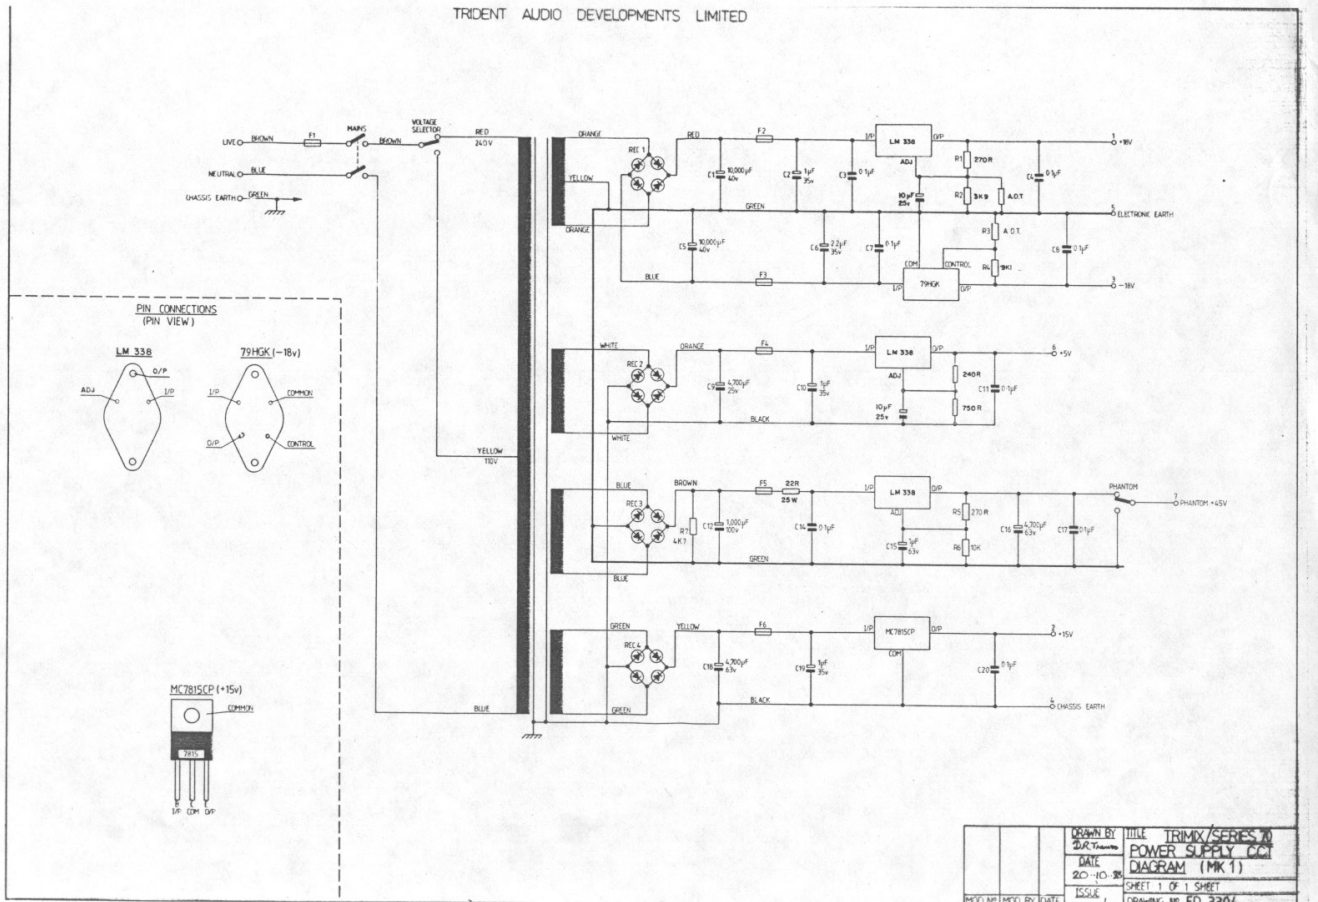 TRIDENT AUDIO DEVELOPMENTS LIMITED
LIVE
BROWN
F1
MAINS
BROWN
VOLTAGE
SELECTOR
RED
240V
NEUTRAL
BLUE
CHASSIS EARTH
GREEN
YELLOW
110V
BLUE
ORANGE
YELLOW
ORANGE
REC 1
RED
F2
C1
10,000µF
40v
C2
1µF
35v
C3
0·1µF
I/P
LM 338
O/P
ADJ
10µF
25v
R1
270R
R2
3K9
A.O.T.
C4
0·1µF
1
+18V
GREEN
5
ELECTRONIC EARTH
C5
10,000µF
40v
C6
2.2µF
35v
C7
0·1µF
R3
A.O.T.
R4
C8
0·1µF
BLUE
F3
COM
CONTROL
I/P
79HGK
O/P
3
-18V
WHITE
WHITE
REC 2
ORANGE
F4
C9
4,700µF
25v
C10
1µF
35v
I/P
LM 338
O/P
ADJ
10µF
25v
240R
750R
C11
0·1µF
6
+5V
BLACK
BLUE
BLUE
REC 3
BROWN
F5
22R
25W
R7
4K7
C12
1,000µF
100v
C14
0·1µF
I/P
LM 338
O/P
ADJ
C15
1µF
63v
R5
270R
R6
10K
C16
4,700µF
63v
C17
0·1µF
PHANTOM
7
PHANTOM +45V
GREEN
GREEN
GREEN
REC 4
YELLOW
F6
C18
4,700µF
63v
C19
1µF
35v
I/P
MC7815CP
O/P
COM
C20
0·1µF
2
+15V
BLACK
4
CHASSIS EARTH
PIN CONNECTIONS
(PIN VIEW)
LM 338
O/P
ADJ
I/P
79HGK (-18v)
I/P
COMMON
O/P
CONTROL
MC7815CP (+15v)
COMMON
7815
B C E
I/P COM O/P
DRAWN BY
DATE
20-10-
ISSUE
TITLE TRIMIX/SERIES 70
POWER SUPPLY CCT
DIAGRAM (MK 1)
SHEET 1 OF 1 SHEET
MOD Nº MOD BY DATE
DRAWING Nº